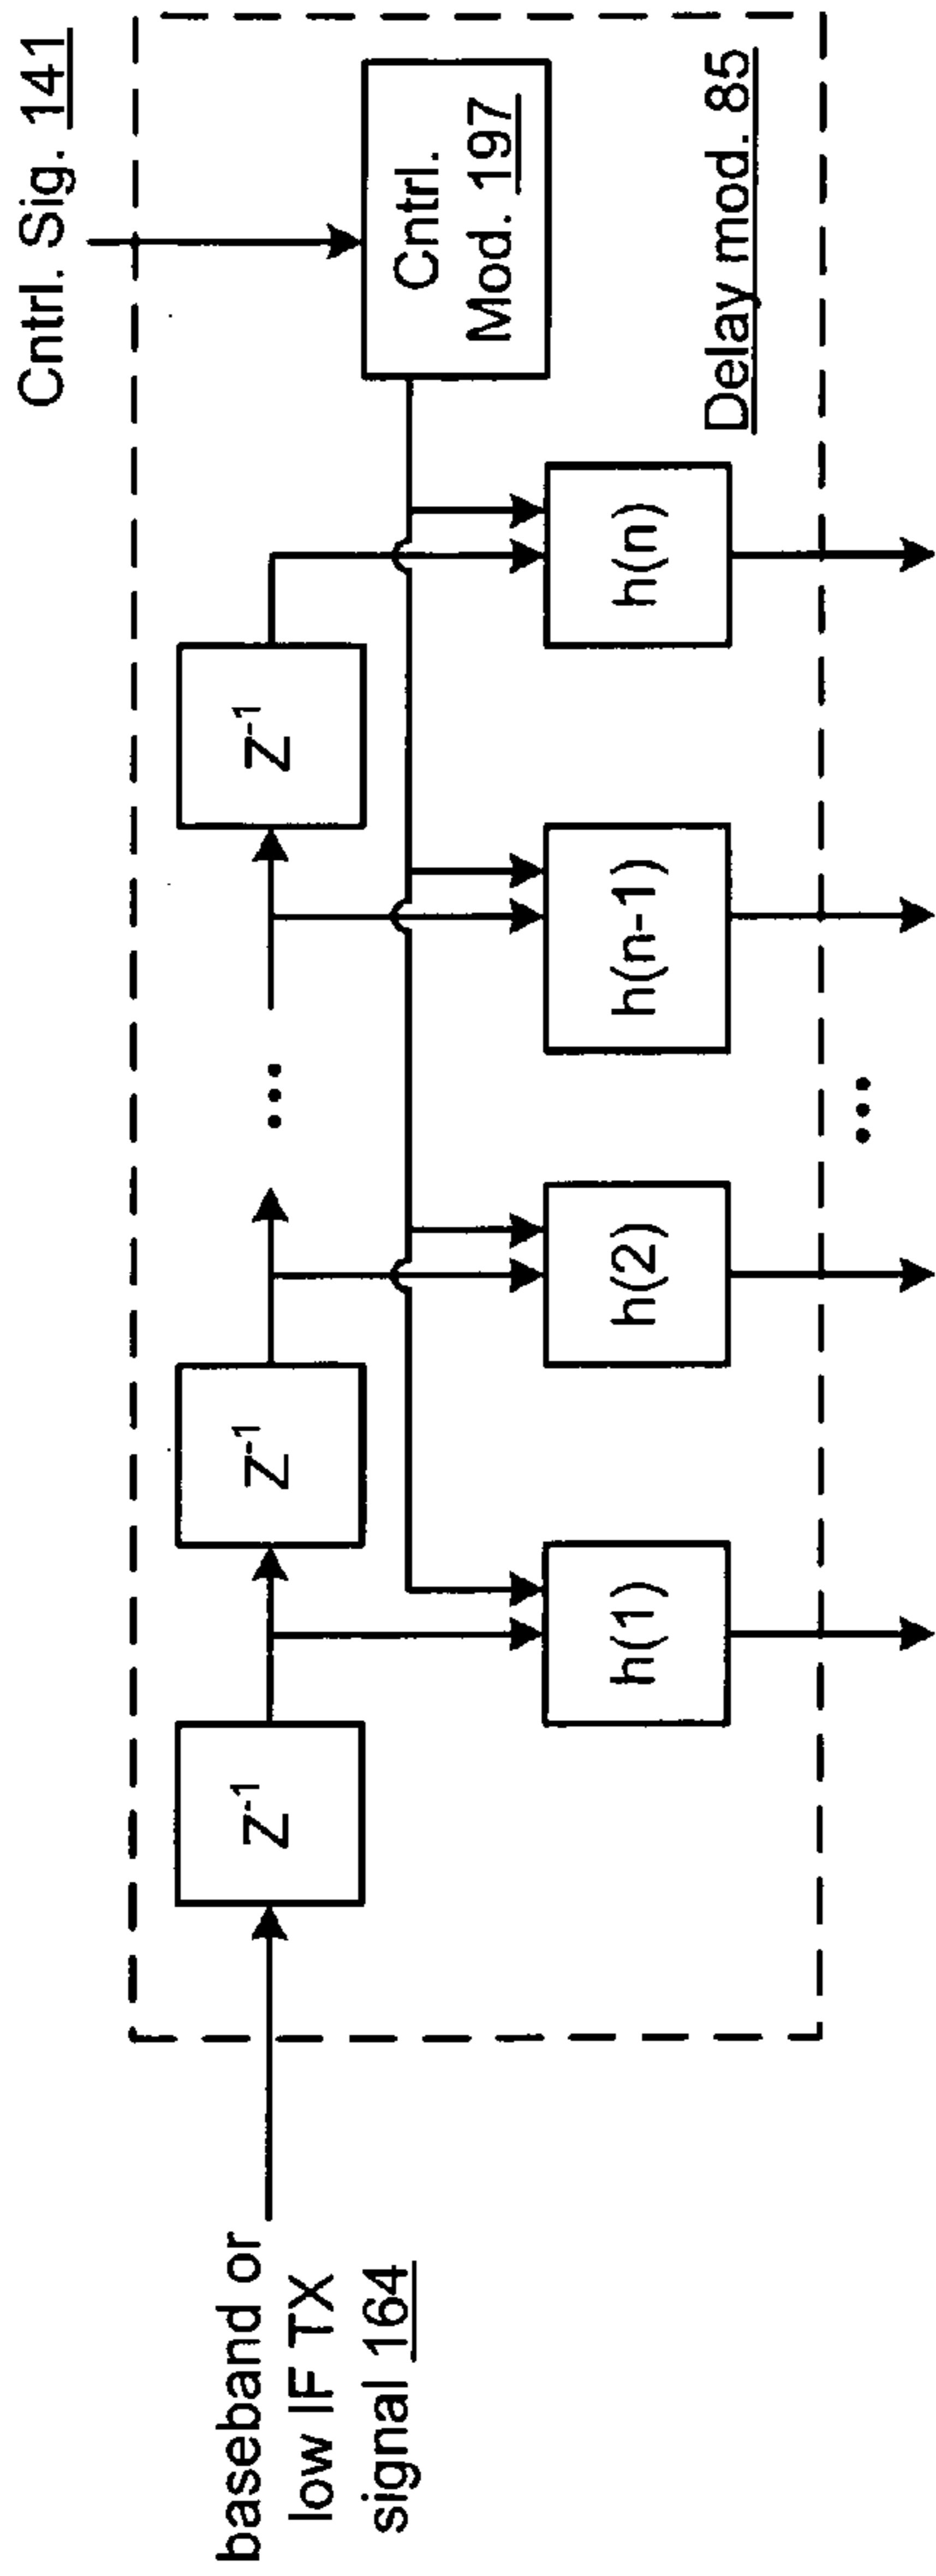 Cntrl. Sig. 141
baseband or
low IF TX
signal 164
Z-1
Z-1
...
Z-1
Cntrl.
Mod. 197
h(1)
h(2)
h(n-1)
h(n)
...
Delay mod. 85